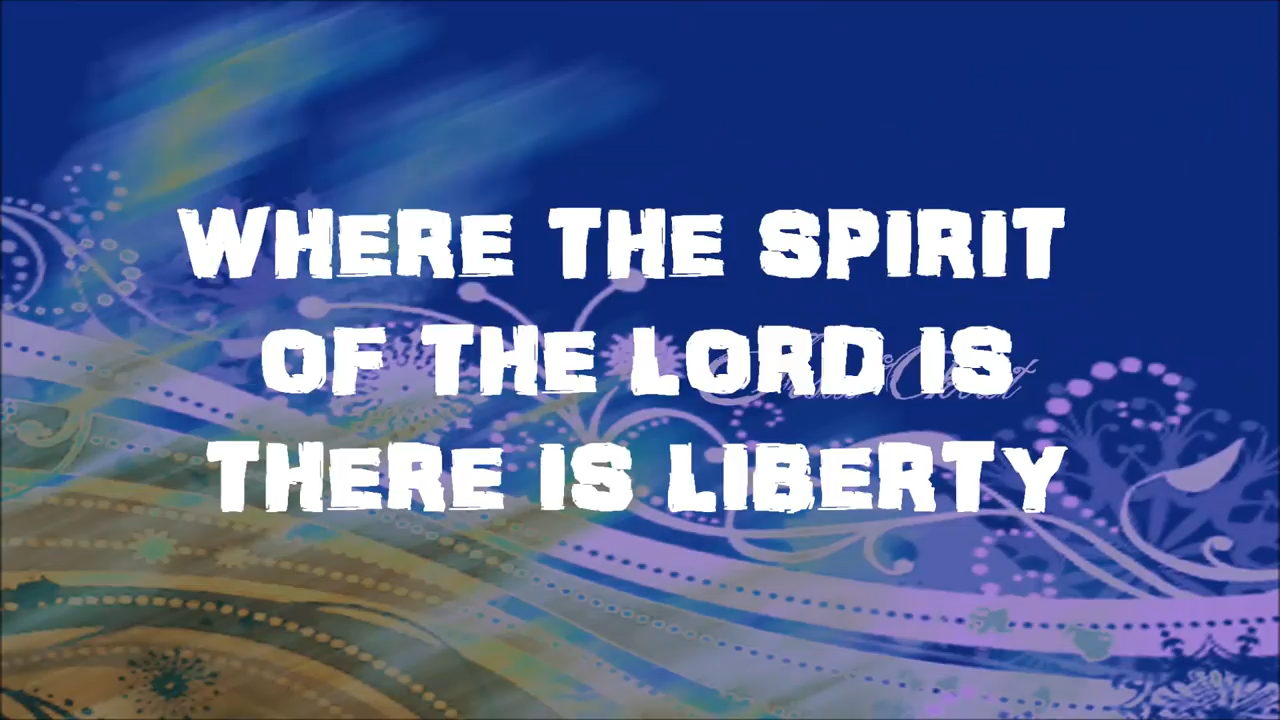 WHERE THE SPIRIT
OF THE LORD IS
THERE IS LIBERTY